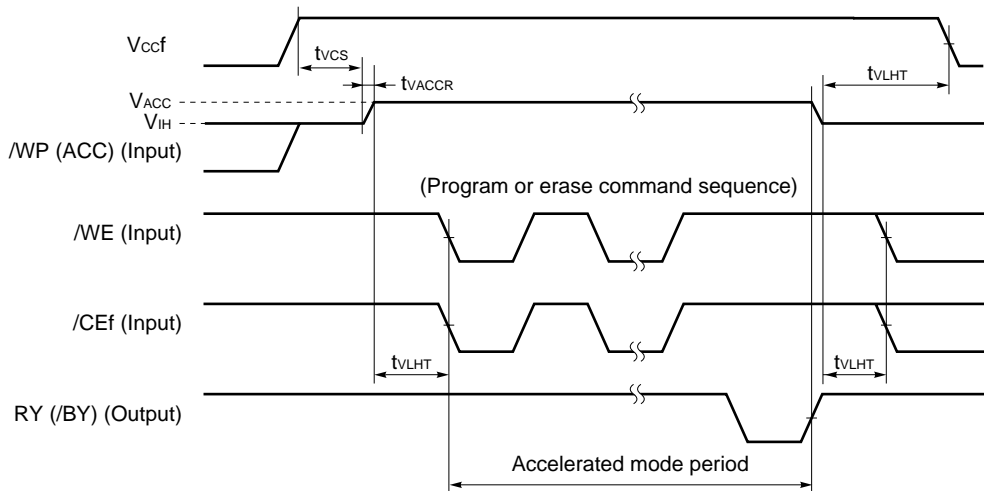 Vccf
tVCS
tVLHT
tVACCR
VACC
VIH
/WP (ACC) (Input)
(Program or erase command sequence)
/WE (Input)
/CEf (Input)
tVLHT
tVLHT
RY (/BY) (Output)
Accelerated mode period